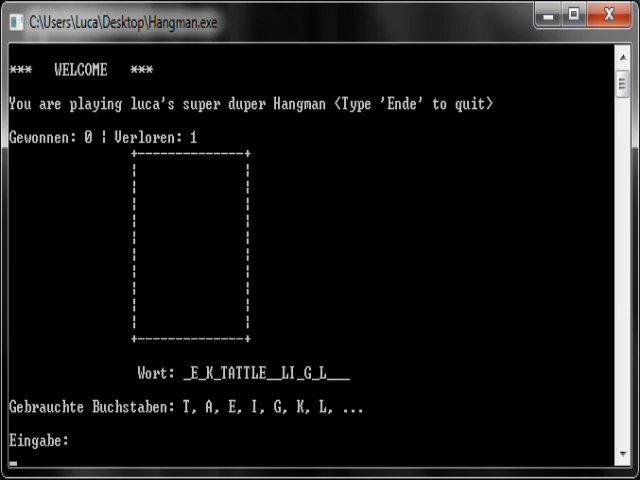 C:\Users\Luca\Desktop\Hangman.exe
*** WELCOME ***
You are playing luca's super duper Hangman <Type 'Ende' to quit>
Gewonnen: 0 ¦ Verloren: 1
Wort: _E_K_TATTLE__LI_G_L___
Gebrauchte Buchstaben: T, A, E, I, G, K, L, ...
Eingabe: